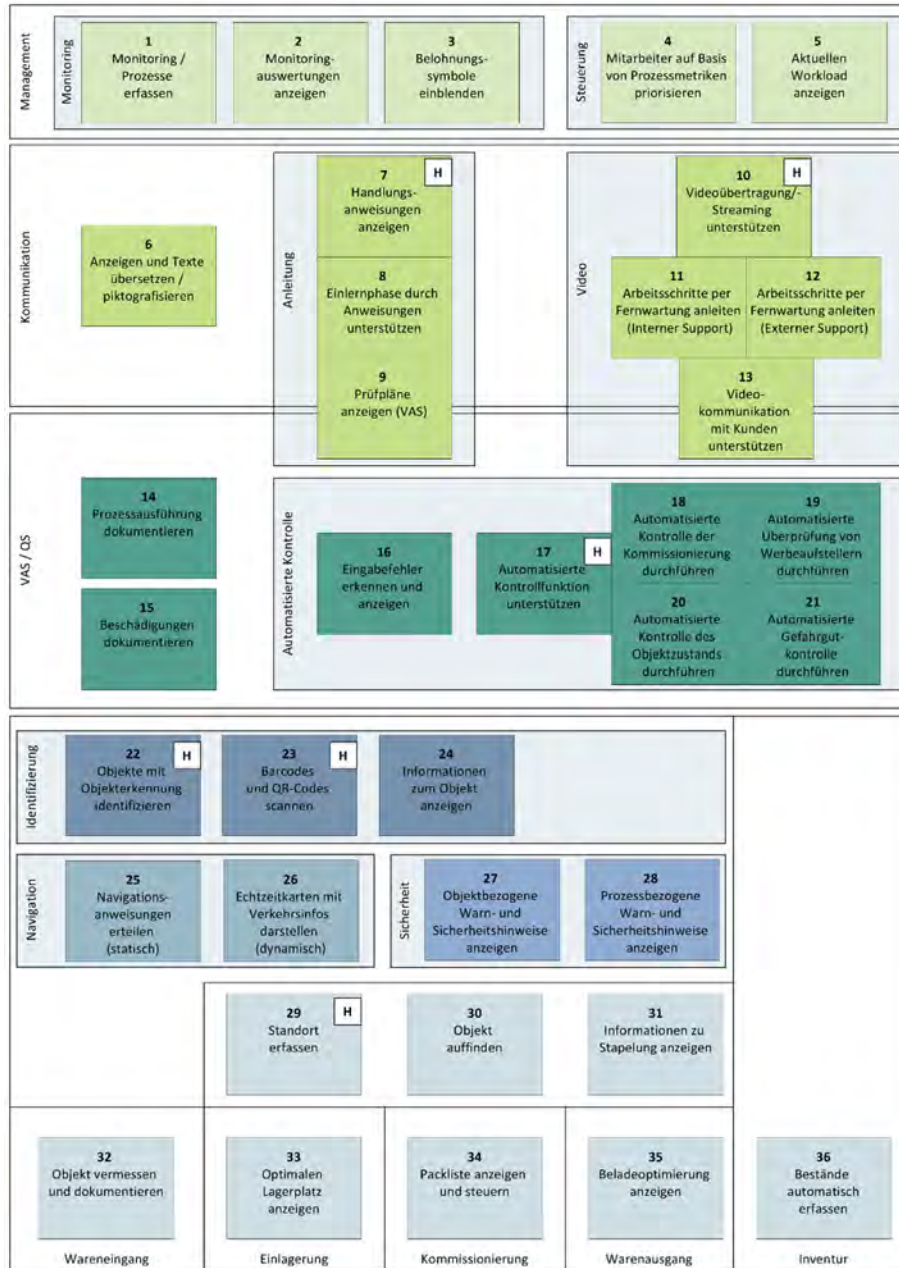 Management
Monitoring
1
Monitoring /
Prozesse
erfassen
2
Monitoring-
auswertungen
anzeigen
3
Belohnungs-
symbole
einblenden
Steuerung
4
Mitarbeiter auf Basis
von Prozessmetriken
priorisieren
5
Aktuellen
Workload
anzeigen
Kommunikation
6
Anzeigen und Texte
übersetzen /
piktografisieren
Anleitung
7
H
Handlungs-
anweisungen
anzeigen
8
Einlernphase durch
Anweisungen
unterstützen
9
Prüfpläne
anzeigen (VAS)
Video
10
H
Videoübertragung/-
Streaming
unterstützen
11
Arbeitsschritte per
Fernwartung anleiten
(Interner Support)
12
Arbeitsschritte per
Fernwartung anleiten
(Externer Support)
13
Video-
kommunikation
mit Kunden
unterstützen
VAS / QS
14
Prozessausführung
dokumentieren
15
Beschädigungen
dokumentieren
Automatisierte Kontrolle
16
Eingabefehler
erkennen und
anzeigen
17
H
Automatisierte
Kontrollfunktion
unterstützen
18
Automatisierte
Kontrolle der
Kommissionierung
durchführen
19
Automatisierte
Überprüfung von
Werbeaufstellern
durchführen
20
Automatisierte
Kontrolle des
Objektzustands
durchführen
21
Automatisierte
Gefahrgut-
kontrolle
durchführen
Identifizierung
22
H
Objekte mit
Objekterkennung
identifizieren
23
H
Barcodes
und QR-Codes
scannen
24
Informationen
zum Objekt
anzeigen
Navigation
25
Navigations-
anweisungen
erteilen
(statisch)
26
Echtzeitkarten mit
Verkehrsinfos
darstellen
(dynamisch)
Sicherheit
27
Objektbezogene
Warn- und
Sicherheitshinweise
anzeigen
28
Prozessbezogene
Warn- und
Sicherheitshinweise
anzeigen
29
H
Standort
erfassen
30
Objekt
auffinden
31
Informationen zu
Stapelung anzeigen
32
Objekt vermessen
und dokumentieren
33
Optimalen
Lagerplatz
anzeigen
34
Packliste anzeigen
und steuern
35
Beladeoptimierung
anzeigen
36
Bestände
automatisch
erfassen
Wareneingang
Einlagerung
Kommissionierung
Warenausgang
Inventur